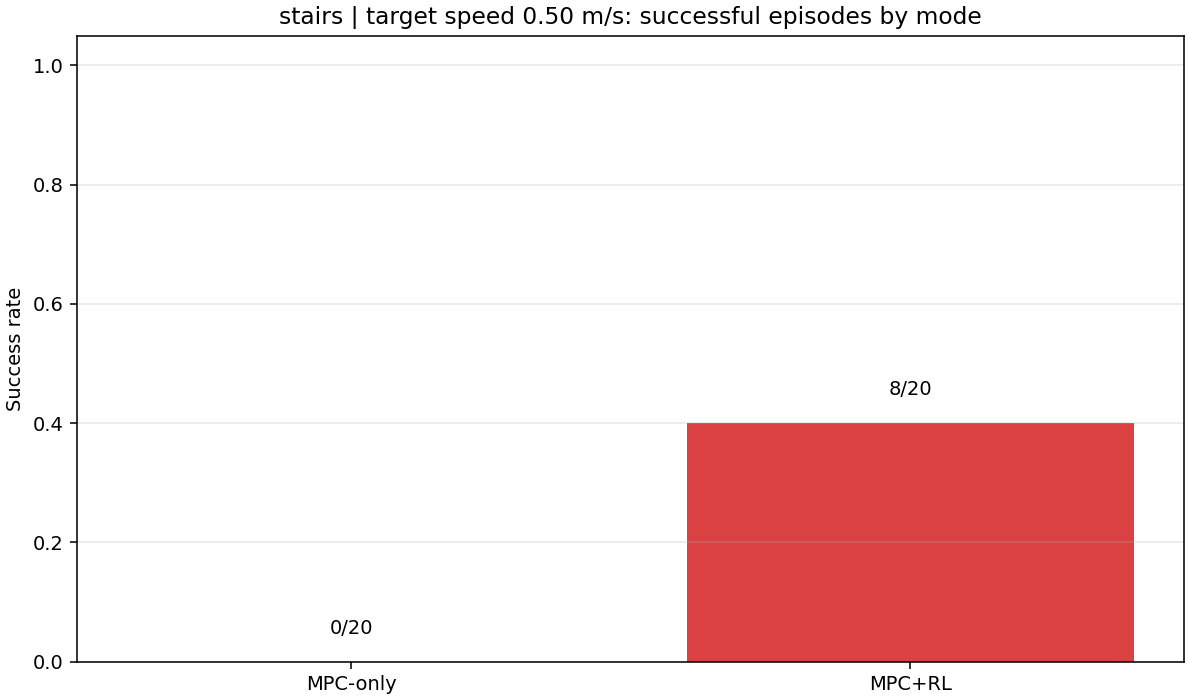 stairs | target speed 0.50 m/s: successful episodes by mode
Success rate
1.0
0.8
0.6
0.4
0.2
0.0
0/20
8/20
MPC-only
MPC+RL